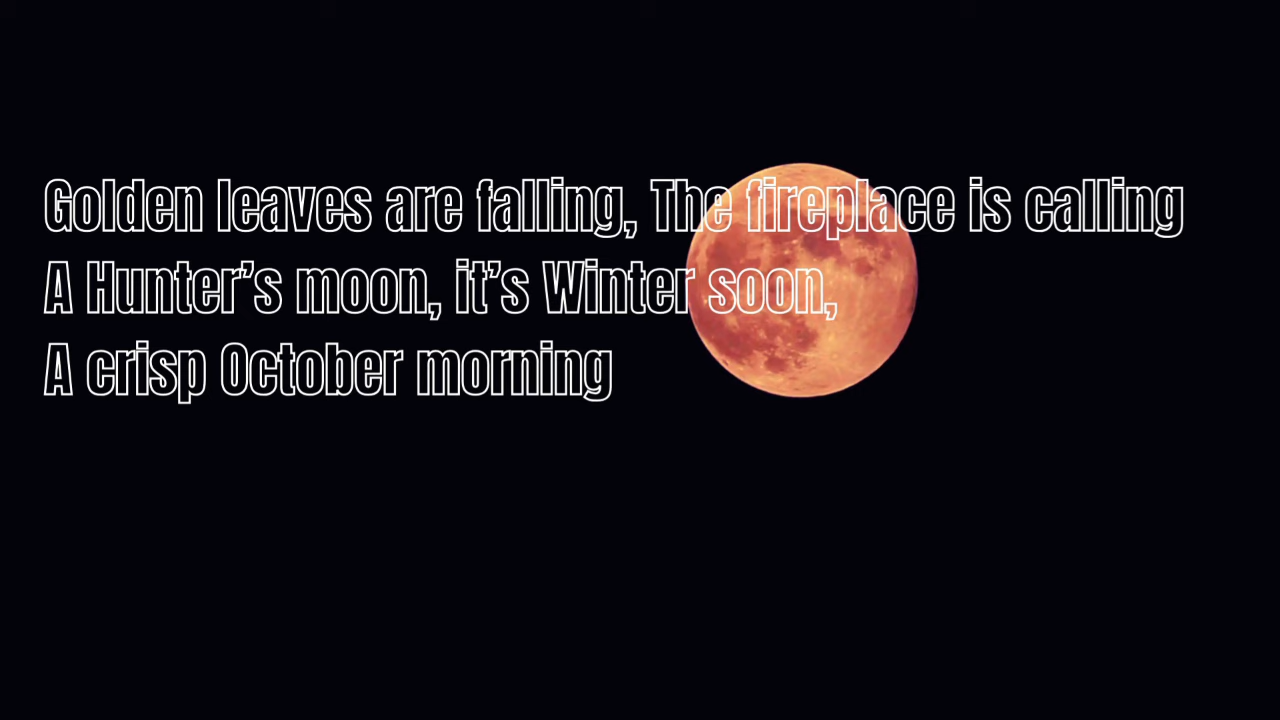 Golden leaves are falling, The fireplace is calling
A Hunter’s moon, it’s Winter soon,
A crisp October morning